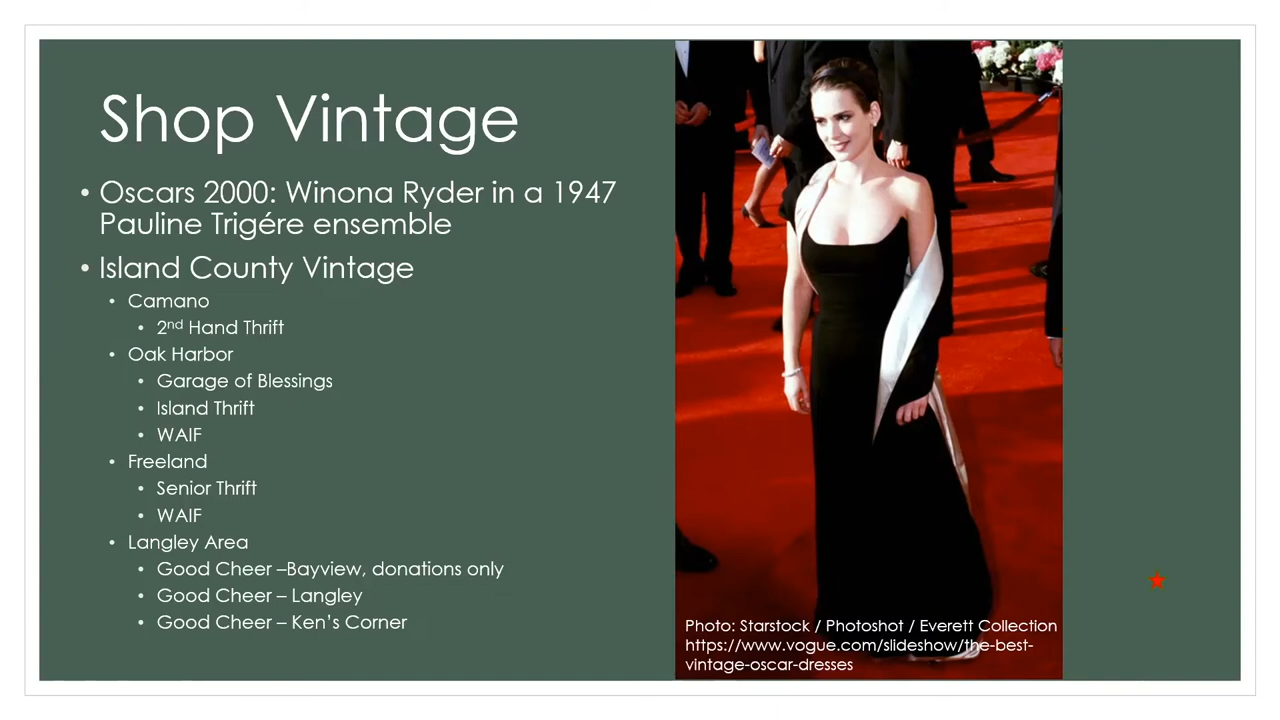 Shop Vintage
• Oscars 2000: Winona Ryder in a 1947
Pauline Trigére ensemble
• Island County Vintage
• Camano
• 2nd Hand Thrift
• Oak Harbor
• Garage of Blessings
• Island Thrift
• WAIF
• Freeland
• Senior Thrift
• WAIF
• Langley Area
• Good Cheer –Bayview, donations only
• Good Cheer – Langley
• Good Cheer – Ken's Corner
Photo: Starstock / Photoshot / Everett Collection
https://www.vogue.com/slideshow/the-best-
vintage-oscar-dresses